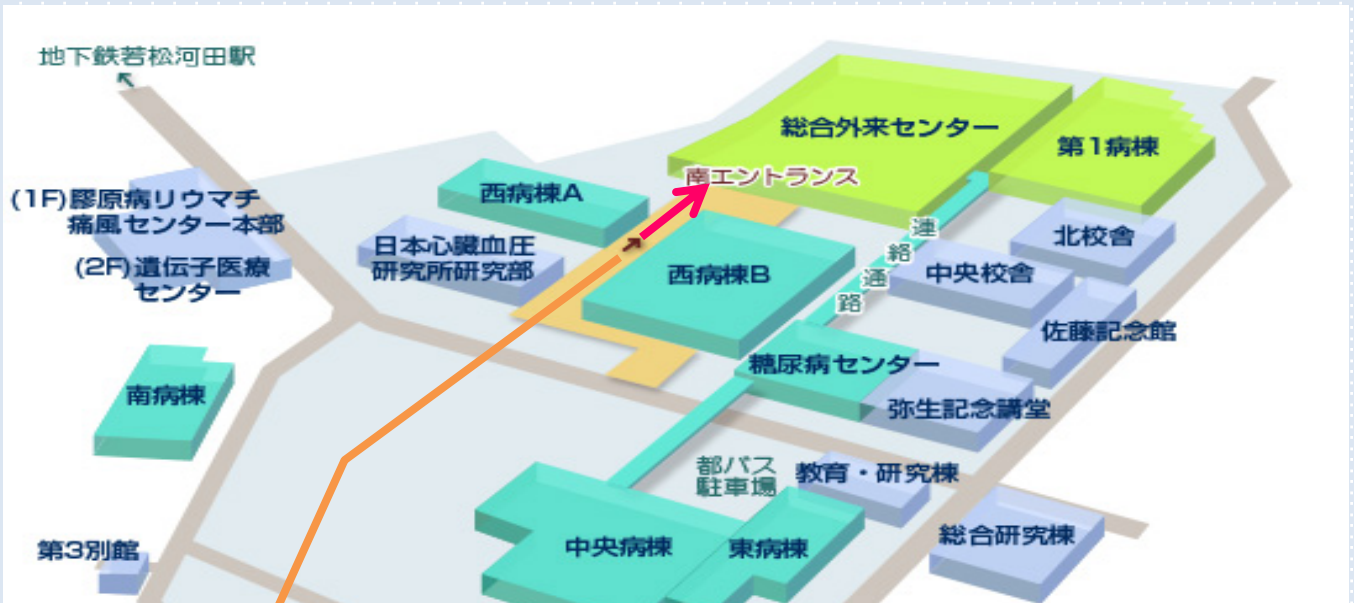 地下鉄若松河田駅
総合外来センター
第1病棟
南エントランス
西病棟A
(1F)膠原病リウマチ
痛風センター本部
(2F)遺伝子医療
センター
日本心臓血圧
研究所研究部
西病棟B
連絡通路
北校舎
中央校舎
佐藤記念館
糖尿病センター
南病棟
弥生記念講堂
都バス
駐車場
教育・研究棟
総合研究棟
中央病棟
東病棟
第3別館